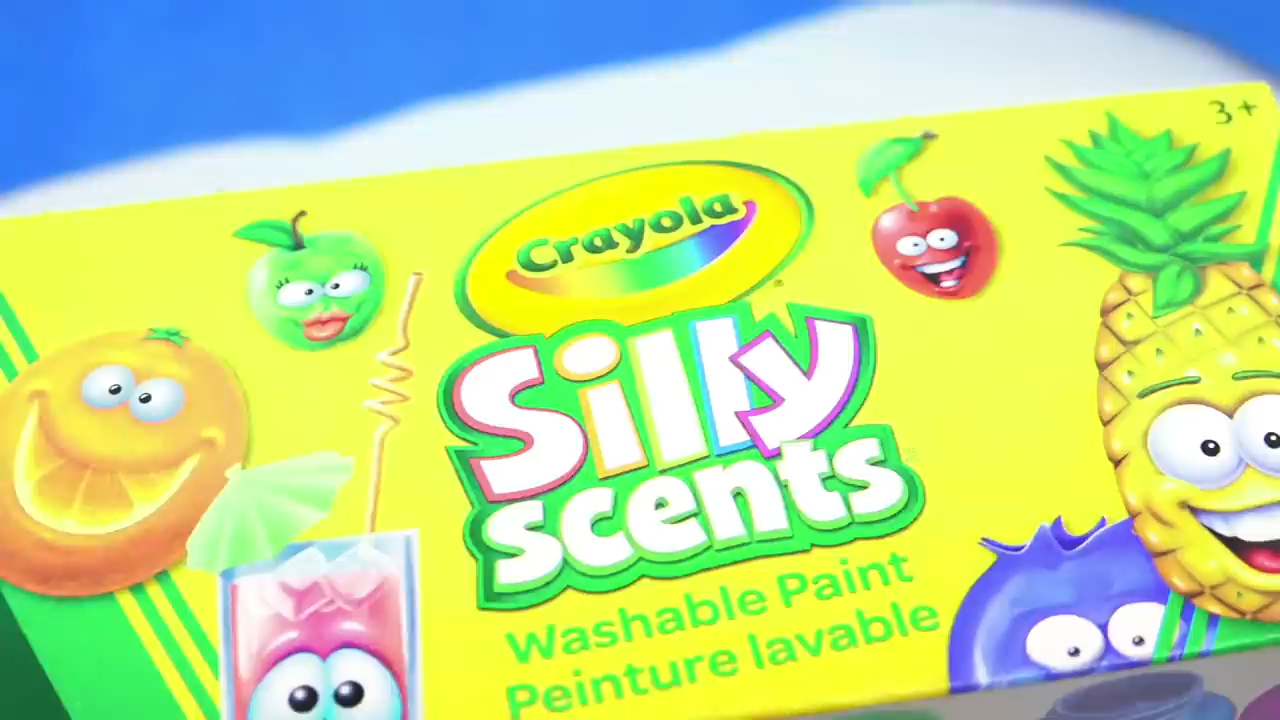 3+
Crayola
Silly
scents
Washable Paint
Peinture lavable